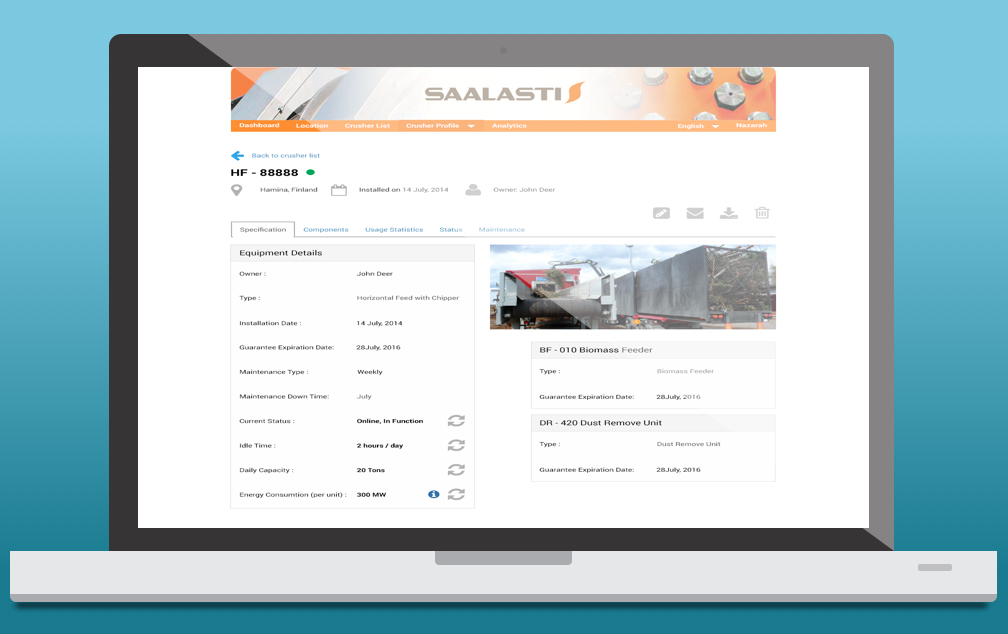 SAALASTI
Dashboard Location Crusher List Crusher Profile Analytics English Nazarah
Back to crusher list
HF - 88888
Hamina, Finland Installed on 14 July, 2014 Owner: John Deer
Specification Components Usage Statistics Status Maintenance
Equipment Details
Owner : John Deer
Type : Horizontal Feed with Chipper
Installation Date : 14 July, 2014
Guarantee Expiration Date: 28July, 2016
Maintenance Type : Weekly
Maintenance Down Time: July
Current Status : Online, In Function
Idle Time : 2 hours / day
Daily Capacity : 20 Tons
Energy Consumtion (per unit) : 300 MW
BF - 010 Biomass Feeder
Type : Biomass Feeder
Guarantee Expiration Date: 28July, 2016
DR - 420 Dust Remove Unit
Type : Dust Remove Unit
Guarantee Expiration Date: 28July, 2016